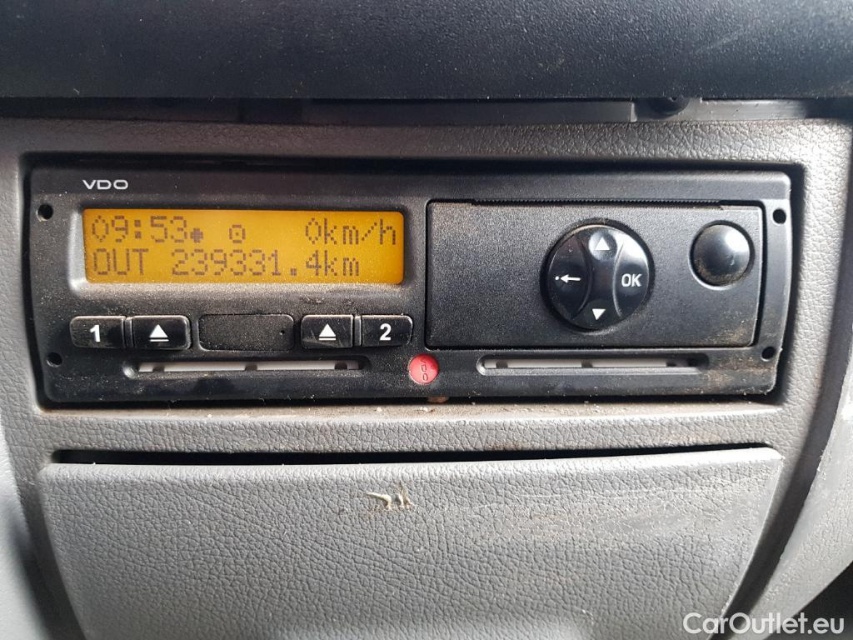 VDO
09:53 0km/h
OUT 239331.4km
1 2
OK
CarOutlet.eu